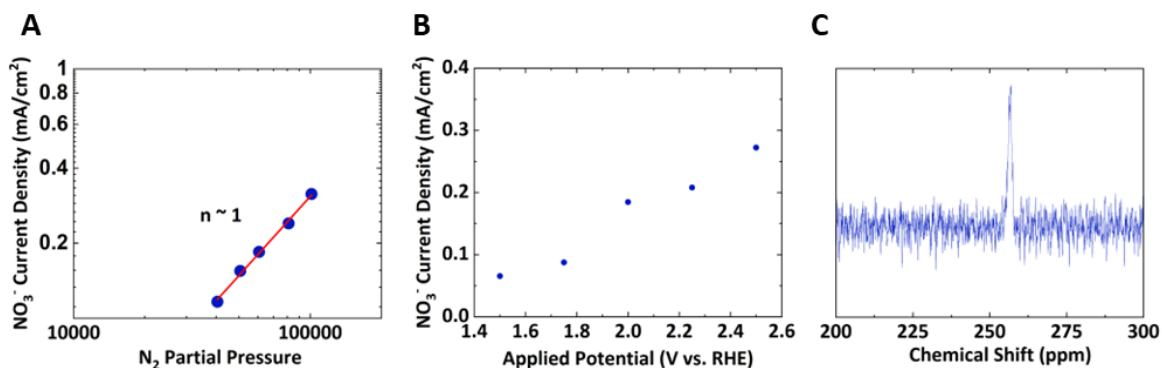 A
NO₃⁻ Current Density (mA/cm²)
1
0.8
0.6
0.4
0.2
n ~ 1
10000
100000
N₂ Partial Pressure
B
NO₃⁻ Current Density (mA/cm²)
0.4
0.3
0.2
0.1
0.0
1.4
1.6
1.8
2.0
2.2
2.4
2.6
Applied Potential (V vs. RHE)
C
200
225
250
275
300
Chemical Shift (ppm)